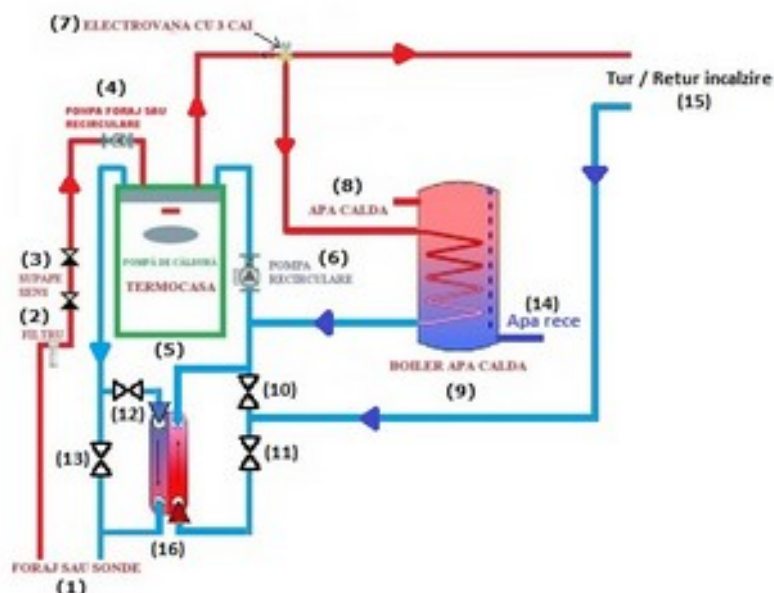 (7) ELECTROVANA CU 3 CAI
(4)
POMPA FORAJ SAU
RECIRCULARE
Tur / Retur incalzire
(15)
(8)
APA CALDA
(3)
SUPAPE
SENS
(2)
FILTRU
POMPĂ DE CĂLDURĂ
TERMOCASA
(6)
POMPA
RECIRCULARE
(14)
Apa rece
(5)
BOILER APA CALDA
(9)
(10)
(12)
(13)
(11)
(16)
FORAJ SAU SONDE
(1)